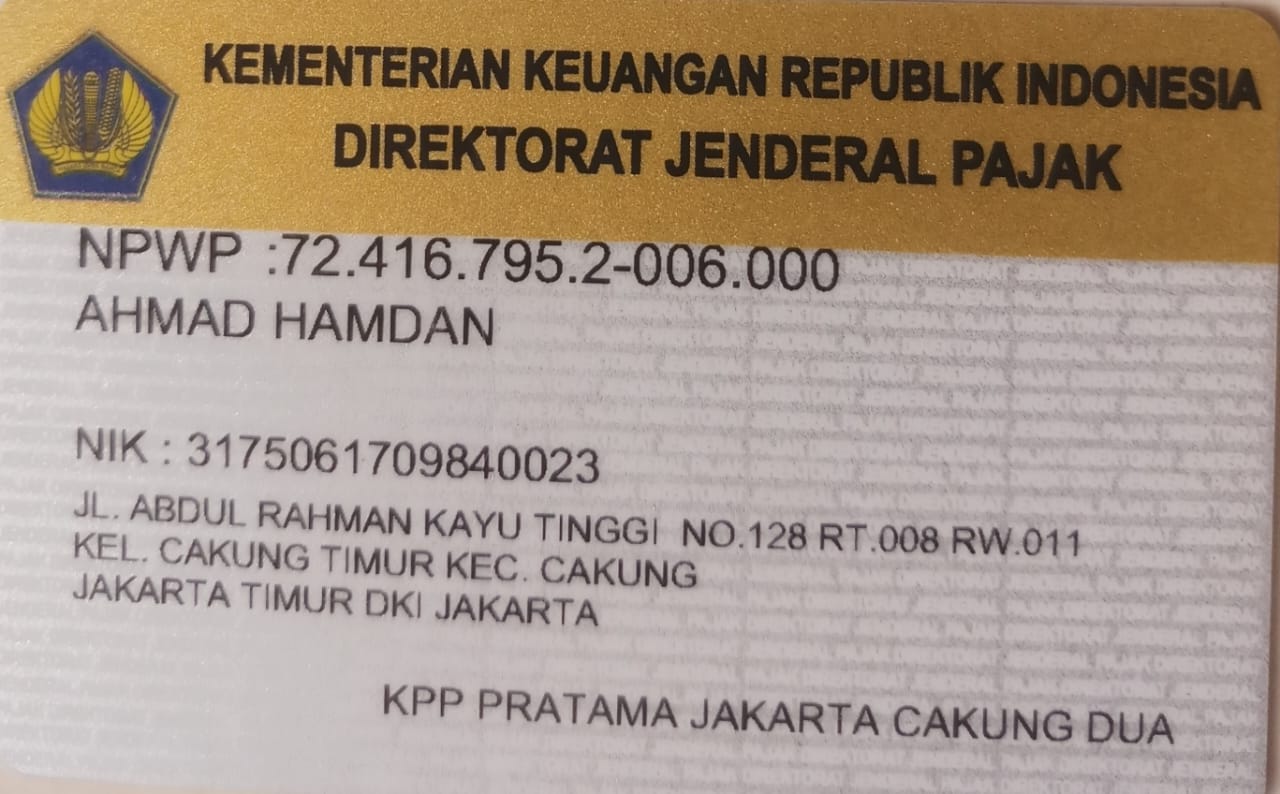 KEMENTERIAN KEUANGAN REPUBLIK INDONESIA
DIREKTORAT JENDERAL PAJAK
NPWP :72.416.795.2-006.000
AHMAD HAMDAN
NIK : 3175061709840023
JL. ABDUL RAHMAN KAYU TINGGI NO.128 RT.008 RW.011
KEL. CAKUNG TIMUR KEC. CAKUNG
JAKARTA TIMUR DKI JAKARTA
KPP PRATAMA JAKARTA CAKUNG DUA